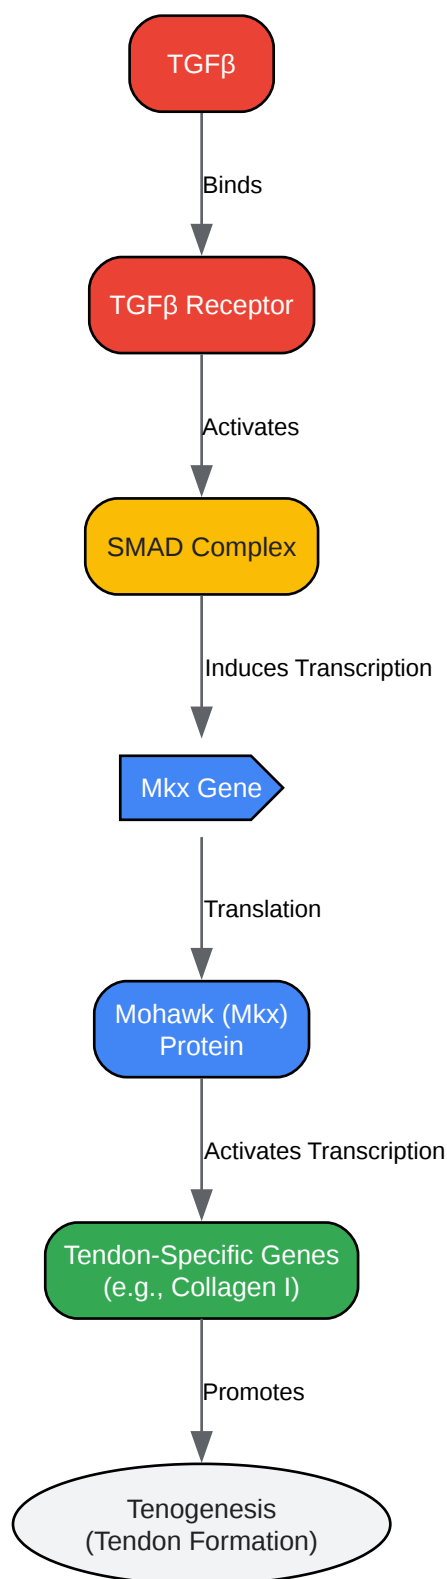 TGFβ
Binds
TGFβ Receptor
Activates
SMAD Complex
Induces Transcription
Mkx Gene
Translation
Mohawk (Mkx)
Protein
Activates Transcription
Tendon-Specific Genes
(e.g., Collagen I)
Promotes
Tenogenesis
(Tendon Formation)